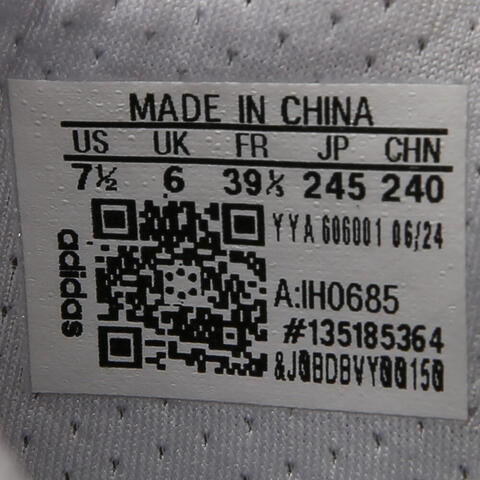 MADE IN CHINA
US UK FR JP CHN
7½ 6 39⅓ 245 240
YYA 606001 06/24
adidas
A:IH0685
#135185364
&J0BDBVY00150